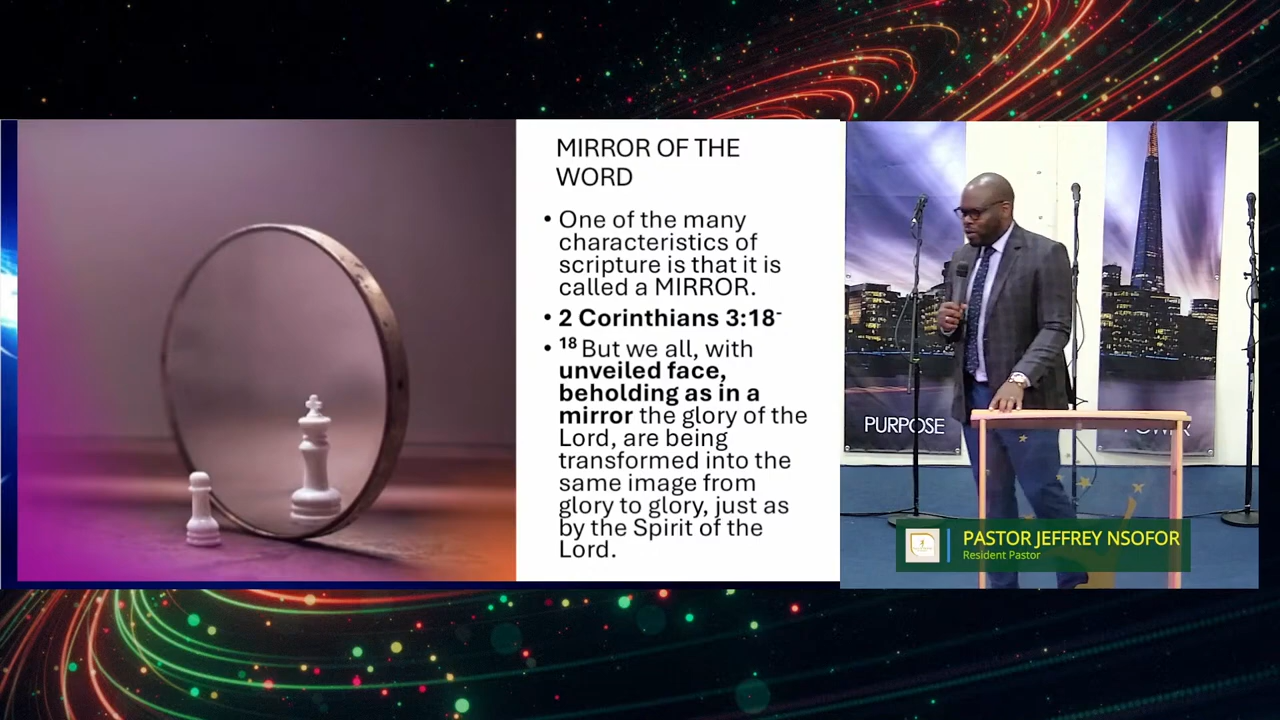 MIRROR OF THE
WORD
• One of the many
characteristics of
scripture is that it is
called a MIRROR.
• 2 Corinthians 3:18-
• 18 But we all, with
unveiled face,
beholding as in a
mirror the glory of the
Lord, are being
transformed into the
same image from
glory to glory, just as
by the Spirit of the
Lord.
PURPOSE
POWER
PASTOR JEFFREY NSOFOR
Resident Pastor